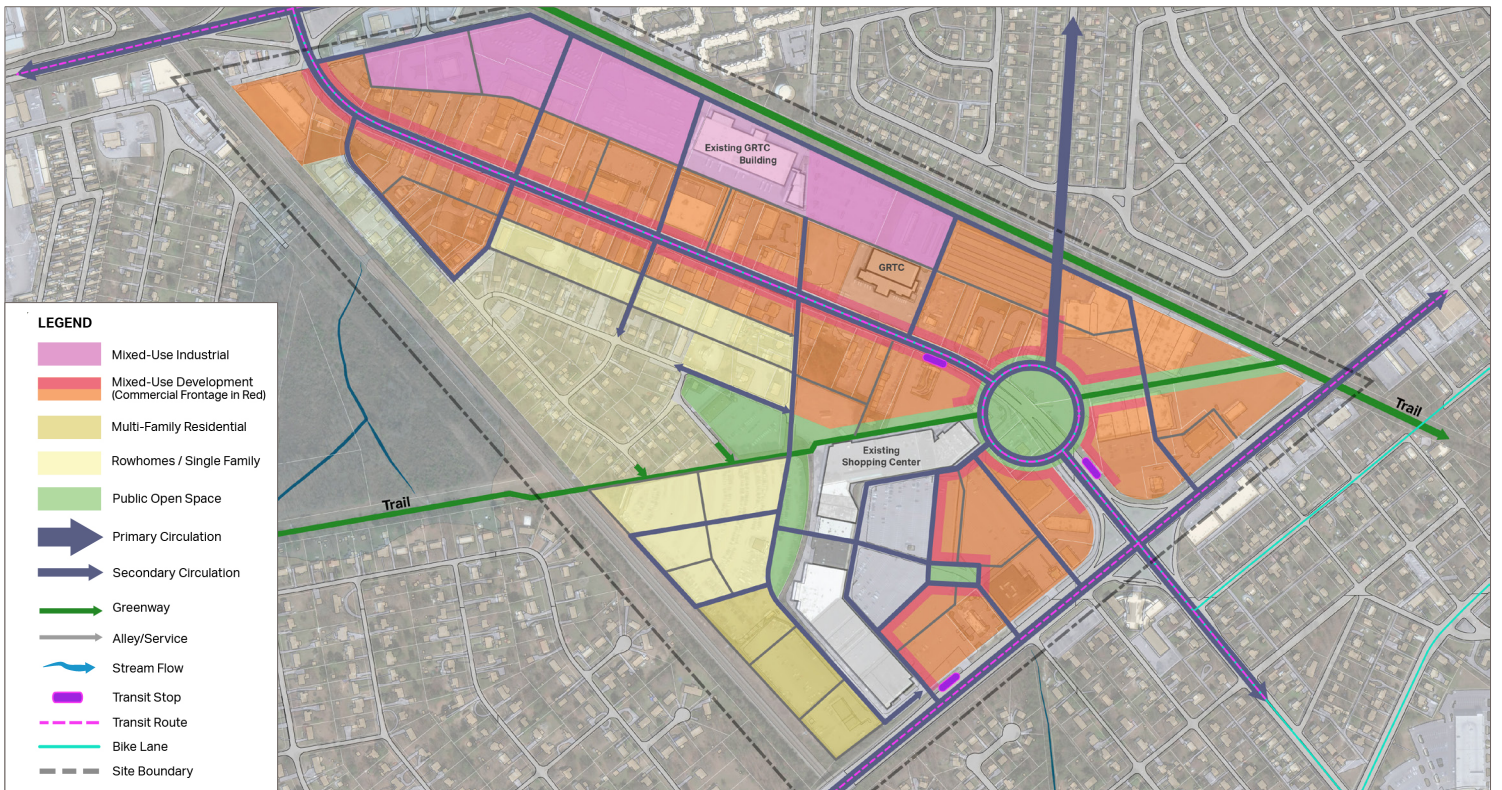 Existing GRTC
Building
GRTC
Existing
Shopping Center
Trail
Trail
LEGEND
Mixed-Use Industrial
Mixed-Use Development
(Commercial Frontage in Red)
Multi-Family Residential
Rowhomes / Single Family
Public Open Space
Primary Circulation
Secondary Circulation
Greenway
Alley/Service
Stream Flow
Transit Stop
Transit Route
Bike Lane
Site Boundary